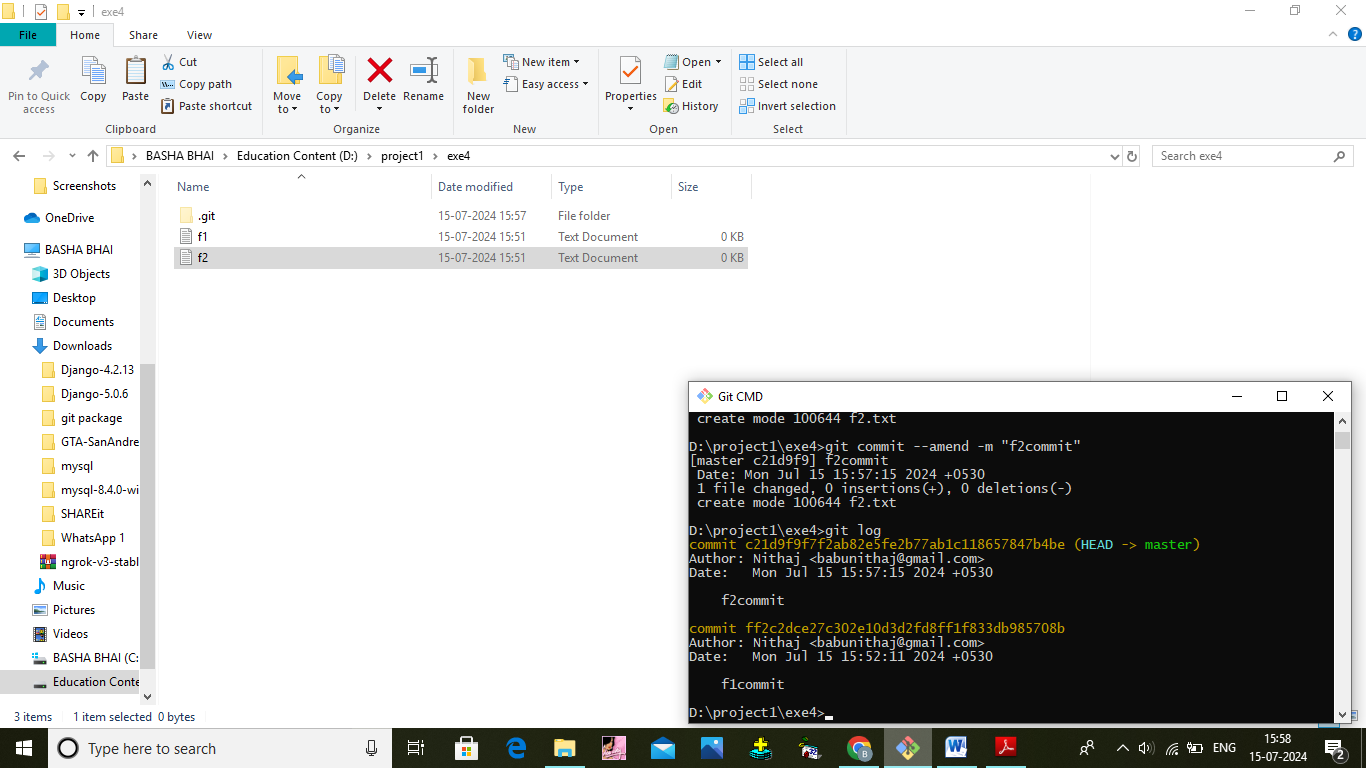 exe4
File Home Share View
Pin to Quick access
Copy
Paste
Cut
Copy path
Paste shortcut
Clipboard
Move to
Copy to
Delete
Rename
Organize
New folder
New item
Easy access
New
Properties
Open
Edit
History
Open
Select all
Select none
Invert selection
Select
BASHA BHAI > Education Content (D:) > project1 > exe4
Search exe4
Screenshots
OneDrive
BASHA BHAI
3D Objects
Desktop
Documents
Downloads
Django-4.2.13
Django-5.0.6
git package
GTA-SanAndre
mysql
mysql-8.4.0-wi
SHAREit
WhatsApp 1
ngrok-v3-stabl
Music
Pictures
Videos
BASHA BHAI (C:
Education Conte
Name Date modified Type Size
.git 15-07-2024 15:57 File folder
f1 15-07-2024 15:51 Text Document 0 KB
f2 15-07-2024 15:51 Text Document 0 KB
3 items 1 item selected 0 bytes
Git CMD
create mode 100644 f2.txt
D:\project1\exe4>git commit --amend -m "f2commit"
[master c21d9f9] f2commit
Date: Mon Jul 15 15:57:15 2024 +0530
1 file changed, 0 insertions(+), 0 deletions(-)
create mode 100644 f2.txt
D:\project1\exe4>git log
commit c21d9f9f7f2ab82e5fe2b77ab1c118657847b4be (HEAD -> master)
Author: Nithaj <babunithaj@gmail.com>
Date: Mon Jul 15 15:57:15 2024 +0530
f2commit
commit ff2c2dce27c302e10d3d2fd8ff1f833db985708b
Author: Nithaj <babunithaj@gmail.com>
Date: Mon Jul 15 15:52:11 2024 +0530
f1commit
D:\project1\exe4>
Type here to search
ENG
15:58
15-07-2024
2